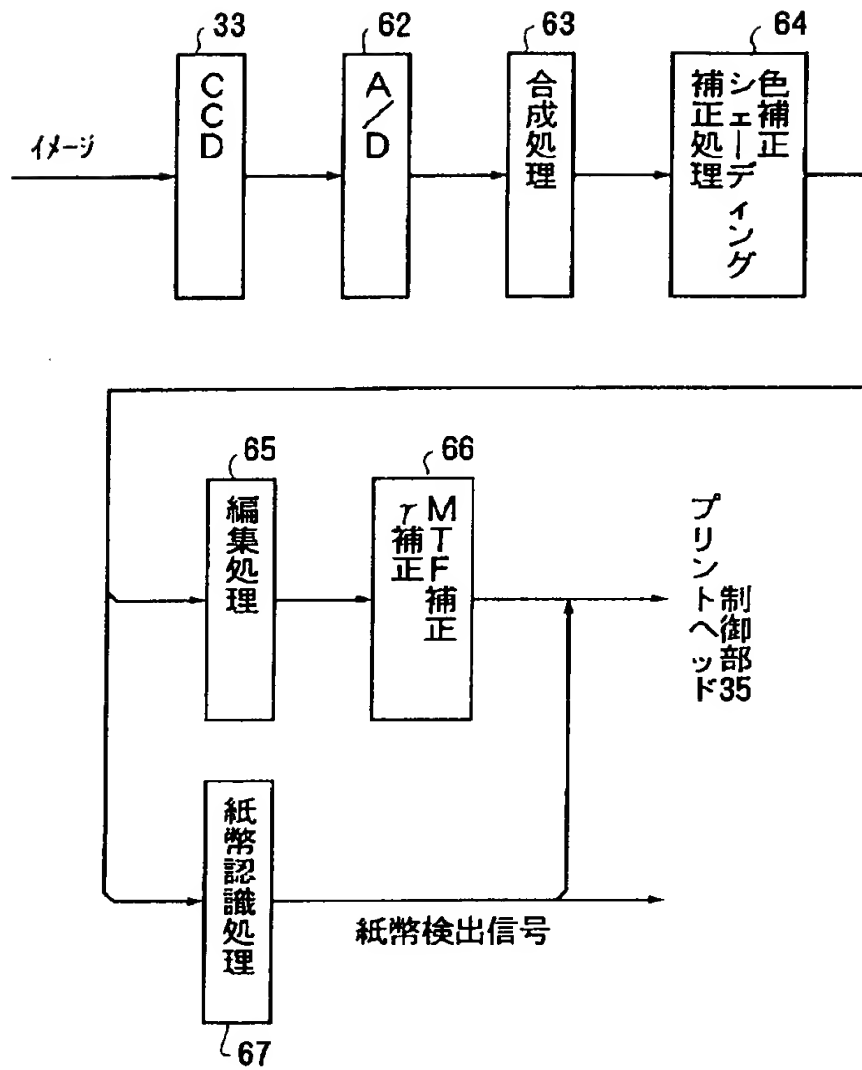 33
62
63
64
イメージ
CCD
A/D
合成処理
色補正
シェーディング
補正処理
65
66
編集処理
MTF補正
γ補正
プリントヘッド
制御部35
紙幣認識処理
紙幣検出信号
67